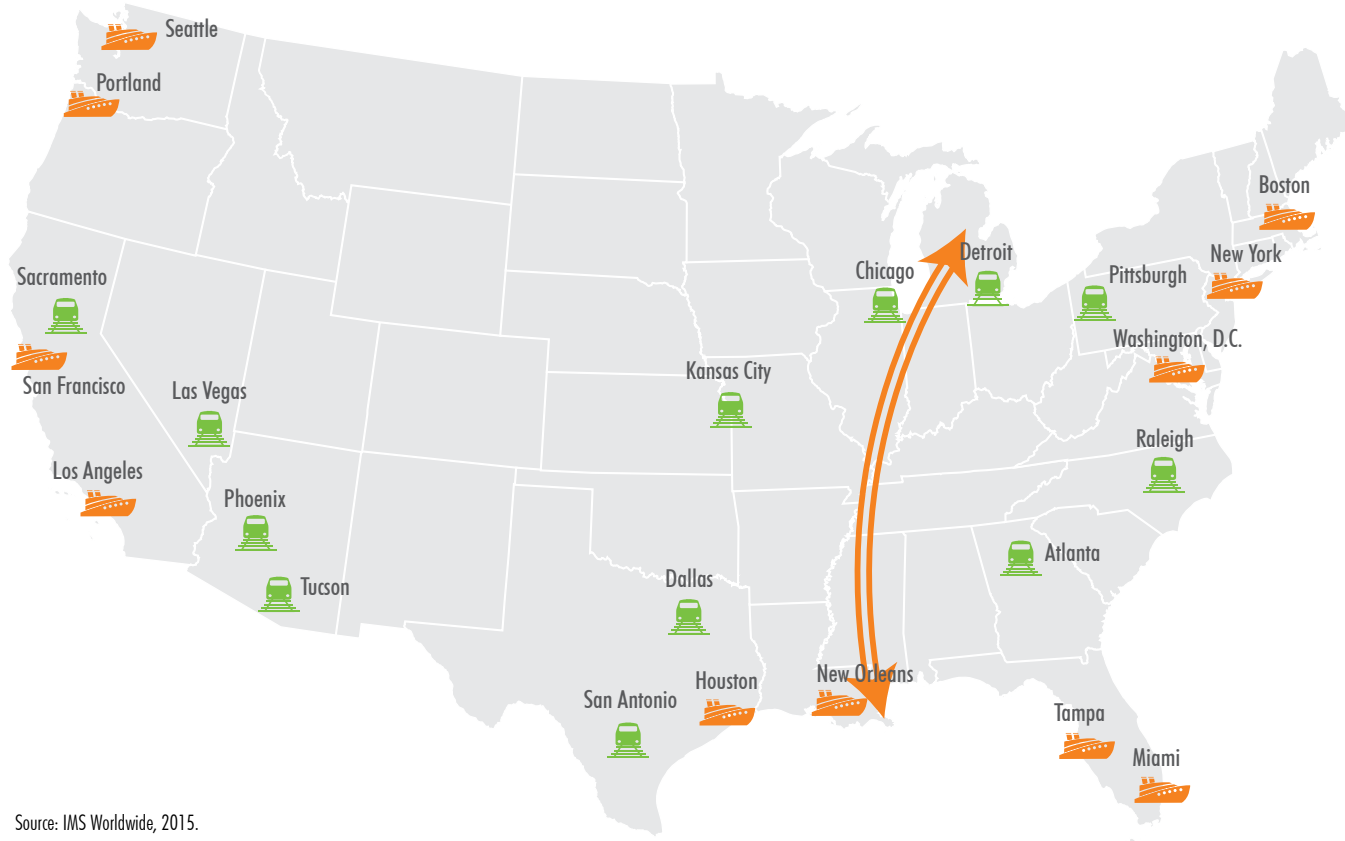 Seattle
Portland
Boston
New York
Detroit
Chicago
Pittsburgh
Sacramento
Washington, D.C.
Kansas City
San Francisco
Las Vegas
Raleigh
Los Angeles
Phoenix
Atlanta
Dallas
Tucson
New Orleans
Houston
San Antonio
Tampa
Miami
Source: IMS Worldwide, 2015.